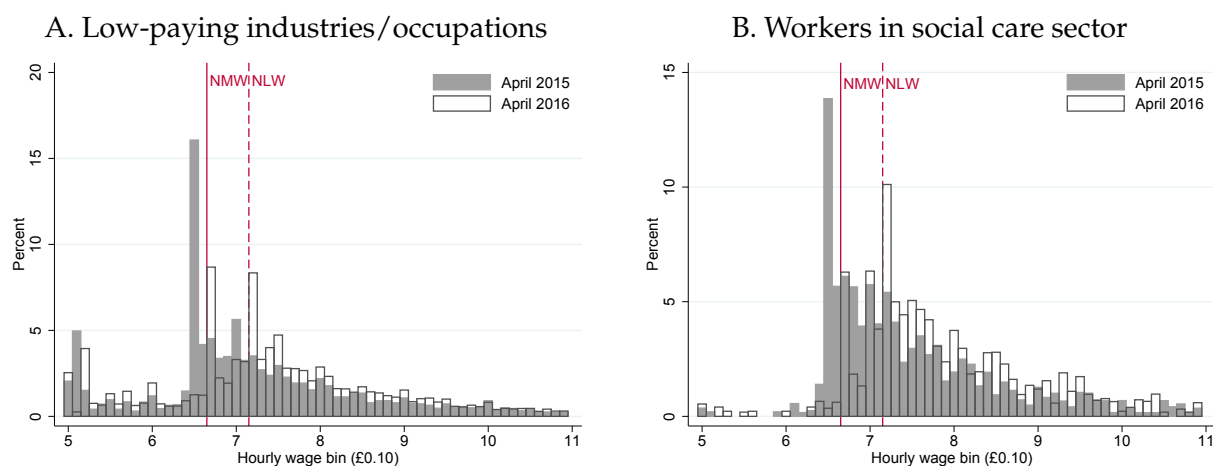 A. Low-paying industries/occupations
20
15
10
5
0
Percent
NMW NLW
April 2015
April 2016
5 6 7 8 9 10 11
Hourly wage bin (£0.10)
B. Workers in social care sector
15
10
5
0
Percent
NMW NLW
April 2015
April 2016
5 6 7 8 9 10 11
Hourly wage bin (£0.10)